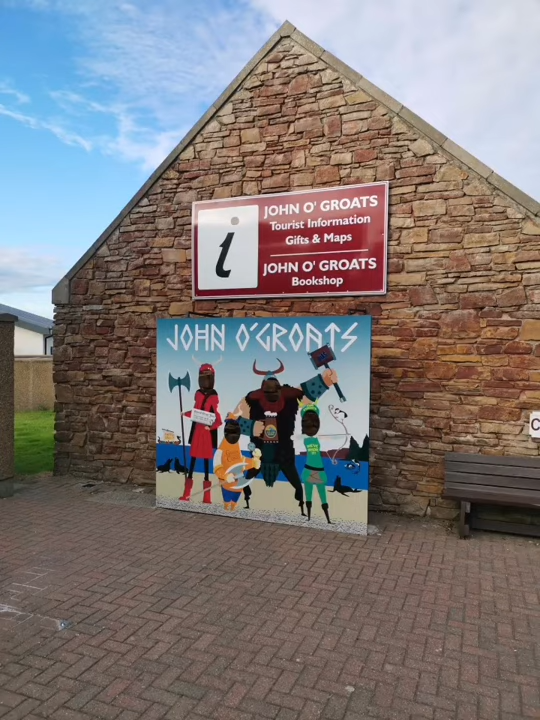 i
JOHN O' GROATS
Tourist Information
Gifts & Maps
JOHN O' GROATS
Bookshop
JOHN O'GROATS
C